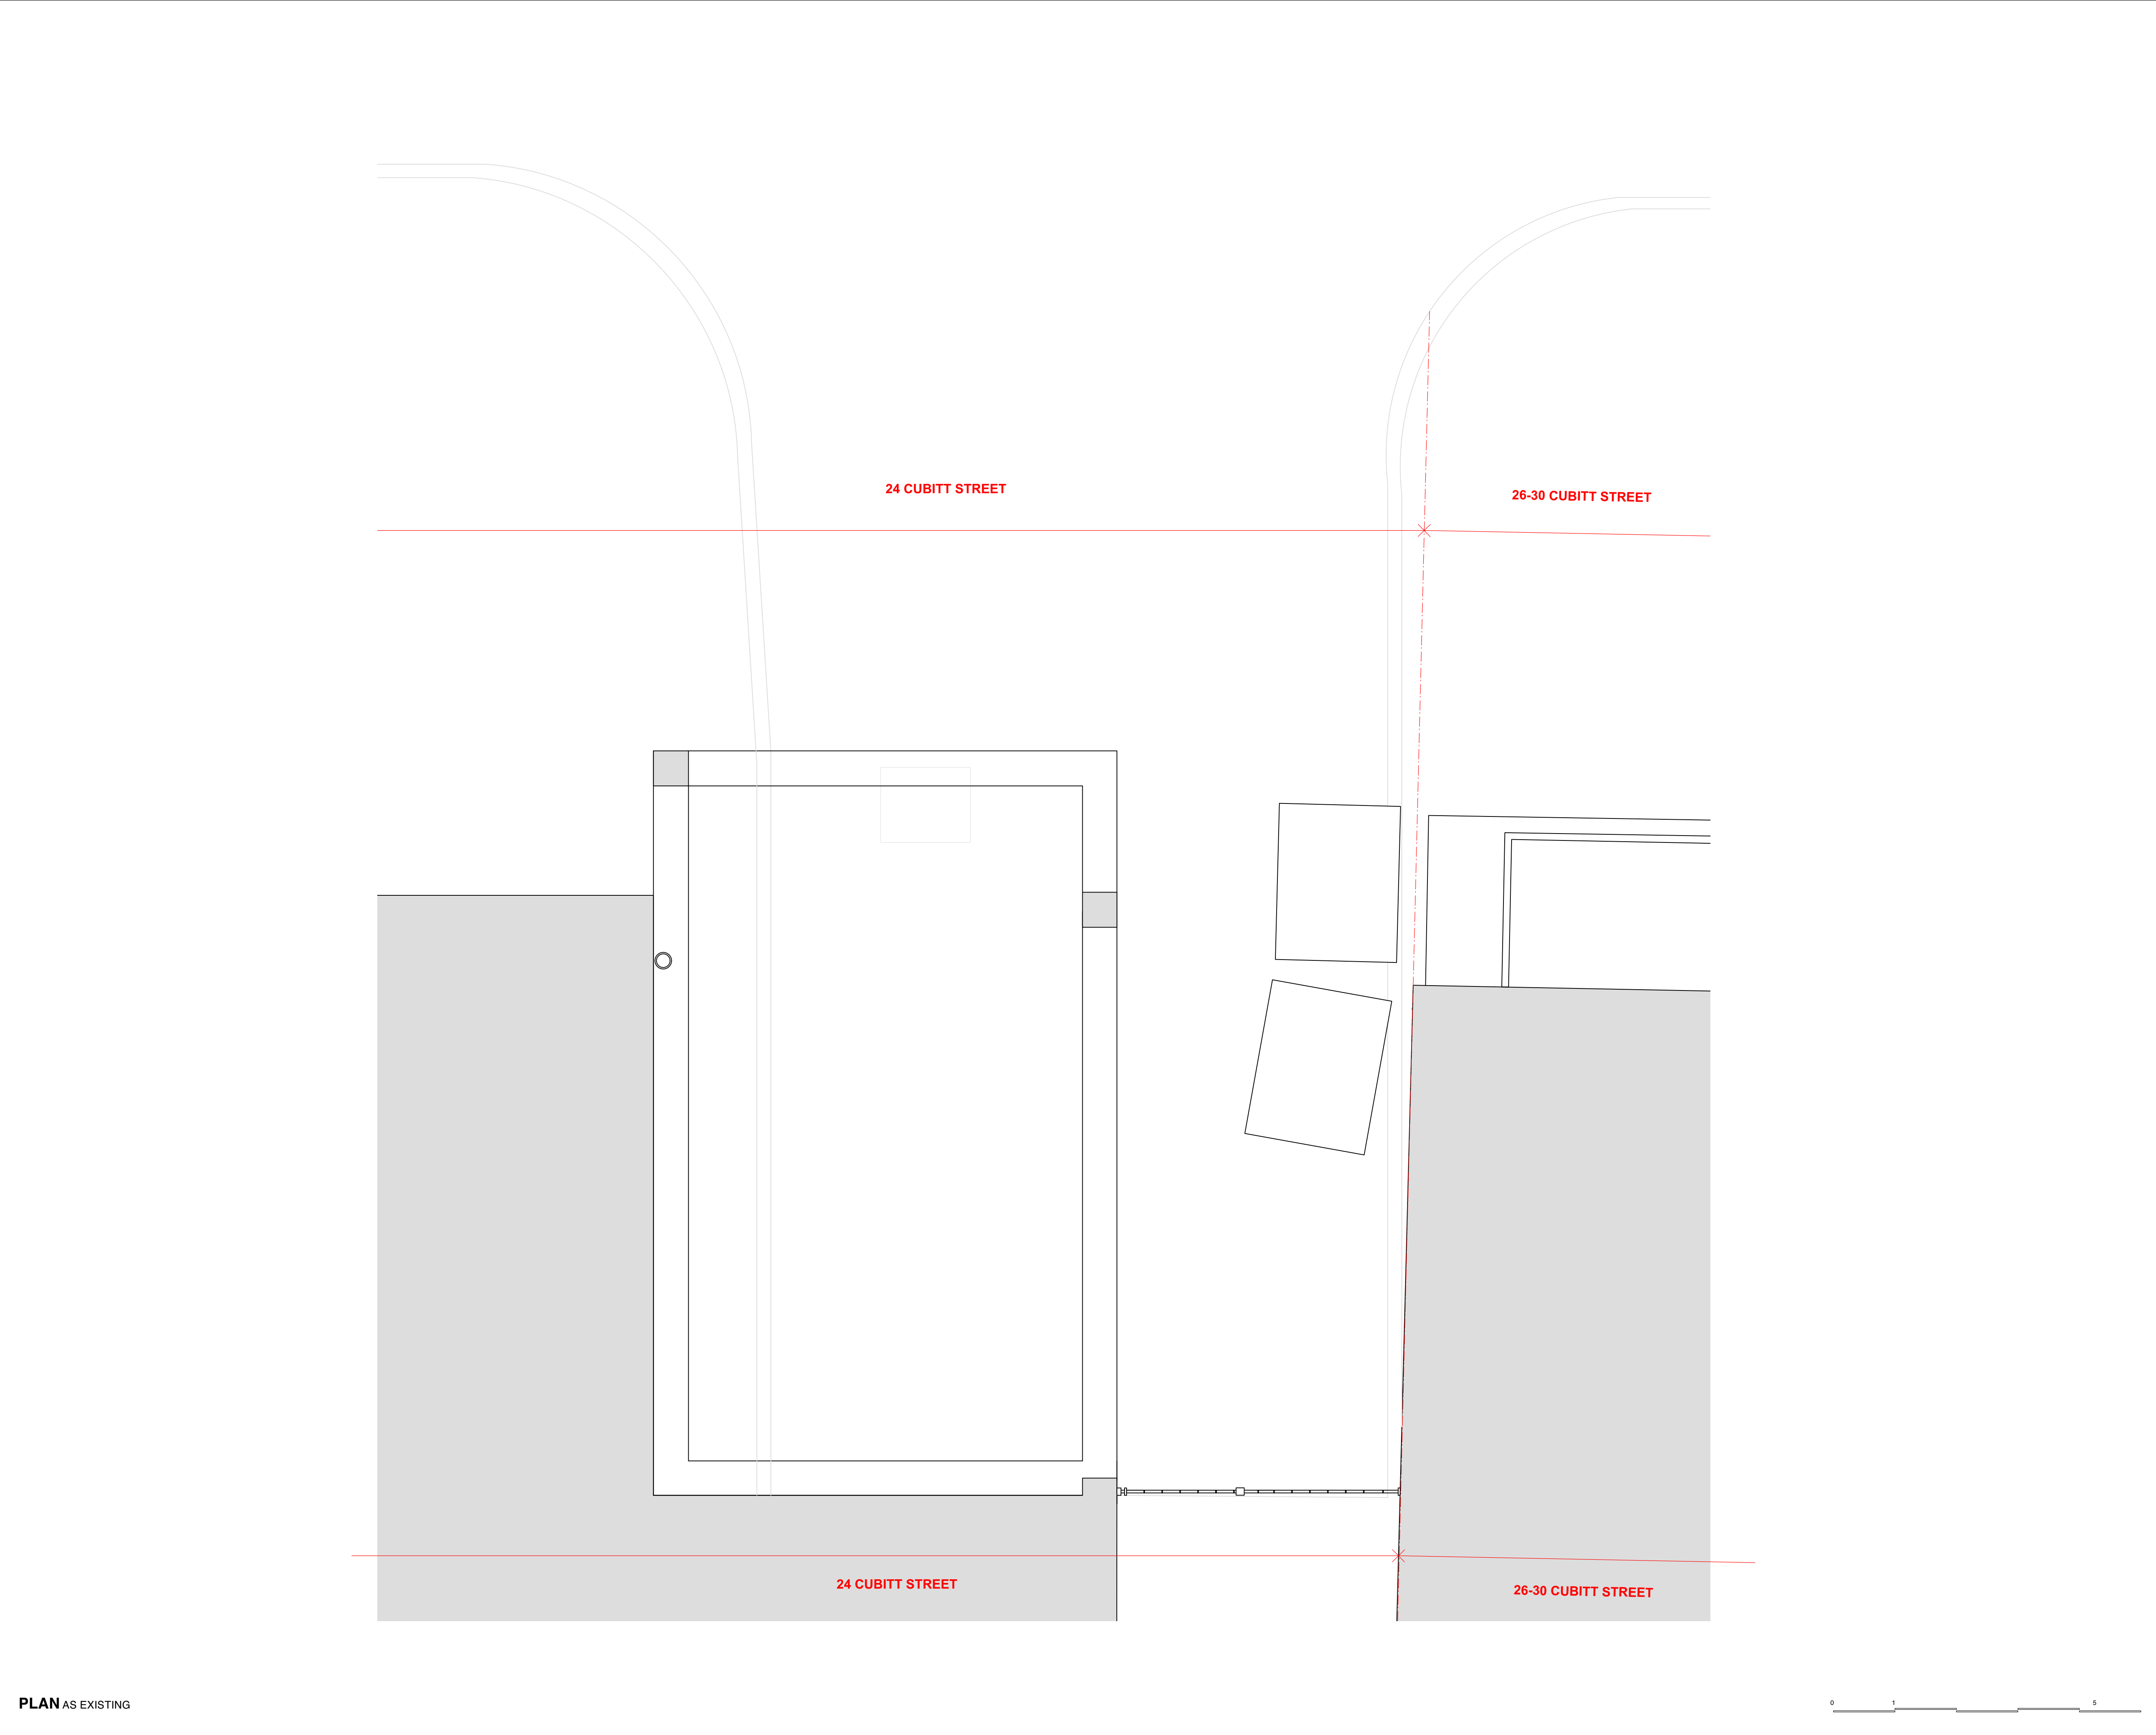 24 CUBITT STREET
26-30 CUBITT STREET
24 CUBITT STREET
26-30 CUBITT STREET
PLAN AS EXISTING
0 1 5